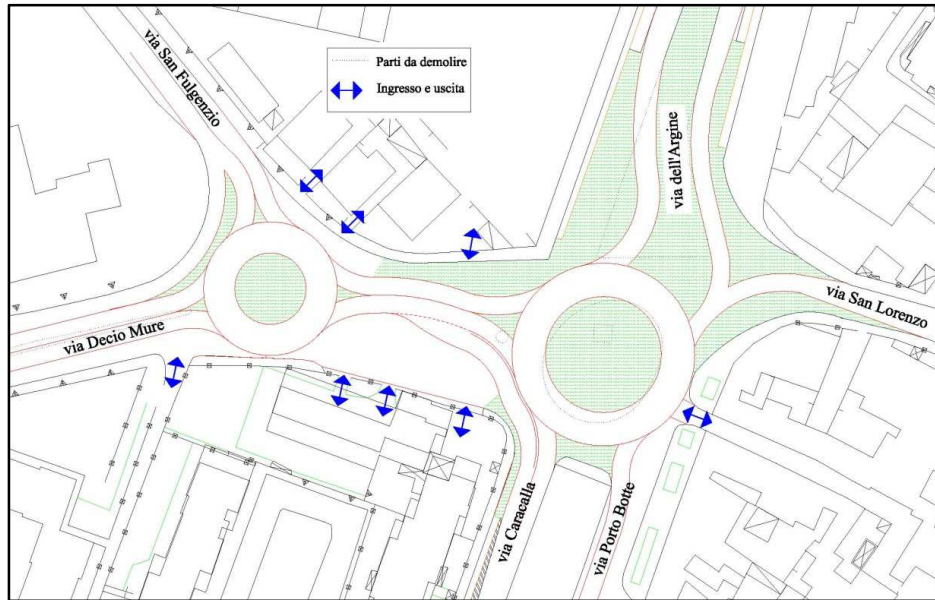 via San Fulgenzio
Parti da demolire
Ingresso e uscita
via dell'Argine
via San Lorenzo
via Decio Mure
via Caracalla
via Porto Botte